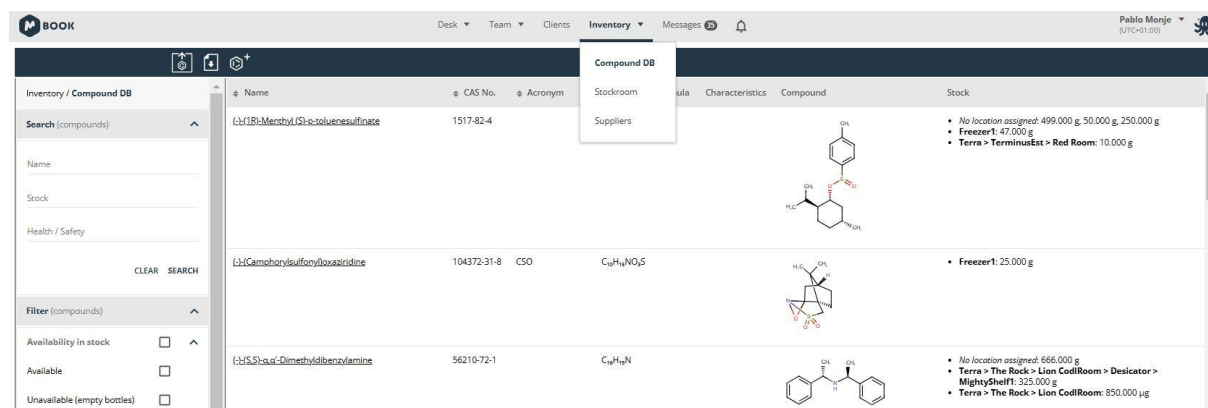 BOOK
Desk Team Clients Inventory Messages 35
Pablo Monje
(UTC+01:00)
Compound DB
Stockroom
Suppliers
Inventory / Compound DB
Search (compounds)
Name
Stock
Health / Safety
CLEAR SEARCH
Filter (compounds)
Availability in stock
Available
Unavailable (empty bottles)
Name CAS No. Acronym ula Characteristics Compound Stock
(-)-(1R)-Menthyl (S)-p-toluenesulfinate 1517-82-4
No location assigned: 499.000 g, 50.000 g, 250.000 g
Freezer1: 47.000 g
Terra > TerminusEst > Red Room: 10.000 g
(-)-(Camphorylsulfonyl)oxaziridine 104372-31-8 CSO
Freezer1: 25.000 g
(-)-(S,S)-α,α'-Dimethyldibenzylamine 56210-72-1 C₁₆H₁₉N
No location assigned: 666.000 g
Terra > The Rock > Lion CodlRoom > Desicator >
MightyShelf1: 325.000 g
Terra > The Rock > Lion CodlRoom: 850.000 µg